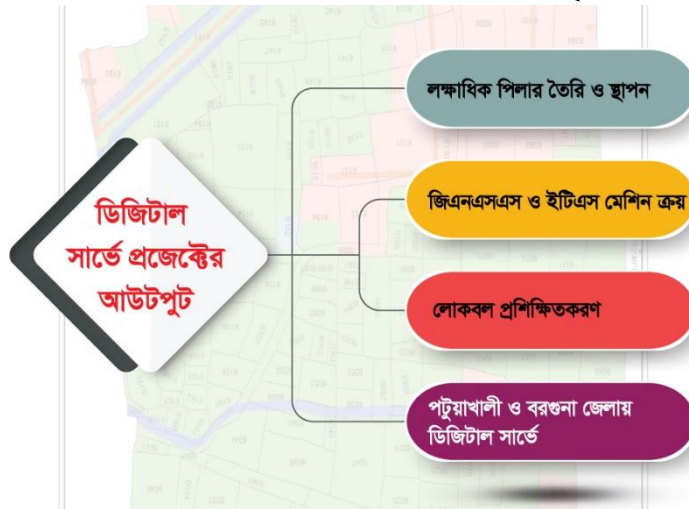 ডিজিটাল
সার্ভে প্রজেক্টের
আউটপুট
লক্ষাধিক পিলার তৈরি ও স্থাপন
জিএনএসএস ও ইটিএস মেশিন ক্রয়
লোকবল প্রশিক্ষিতকরণ
পটুয়াখালী ও বরগুনা জেলায়
ডিজিটাল সার্ভে